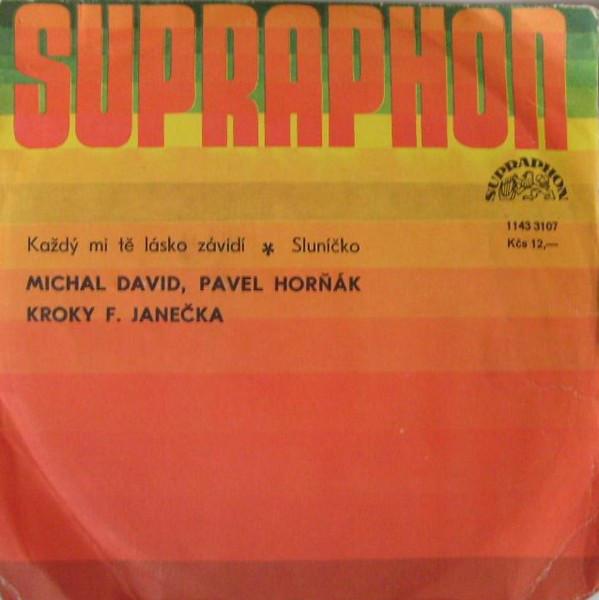 SUPRAPHON
SUPRAPHON
1143 3107
Kčs 12,—
Každý mi tě lásko závidí * Sluníčko
MICHAL DAVID, PAVEL HORŇÁK
KROKY F. JANEČKA